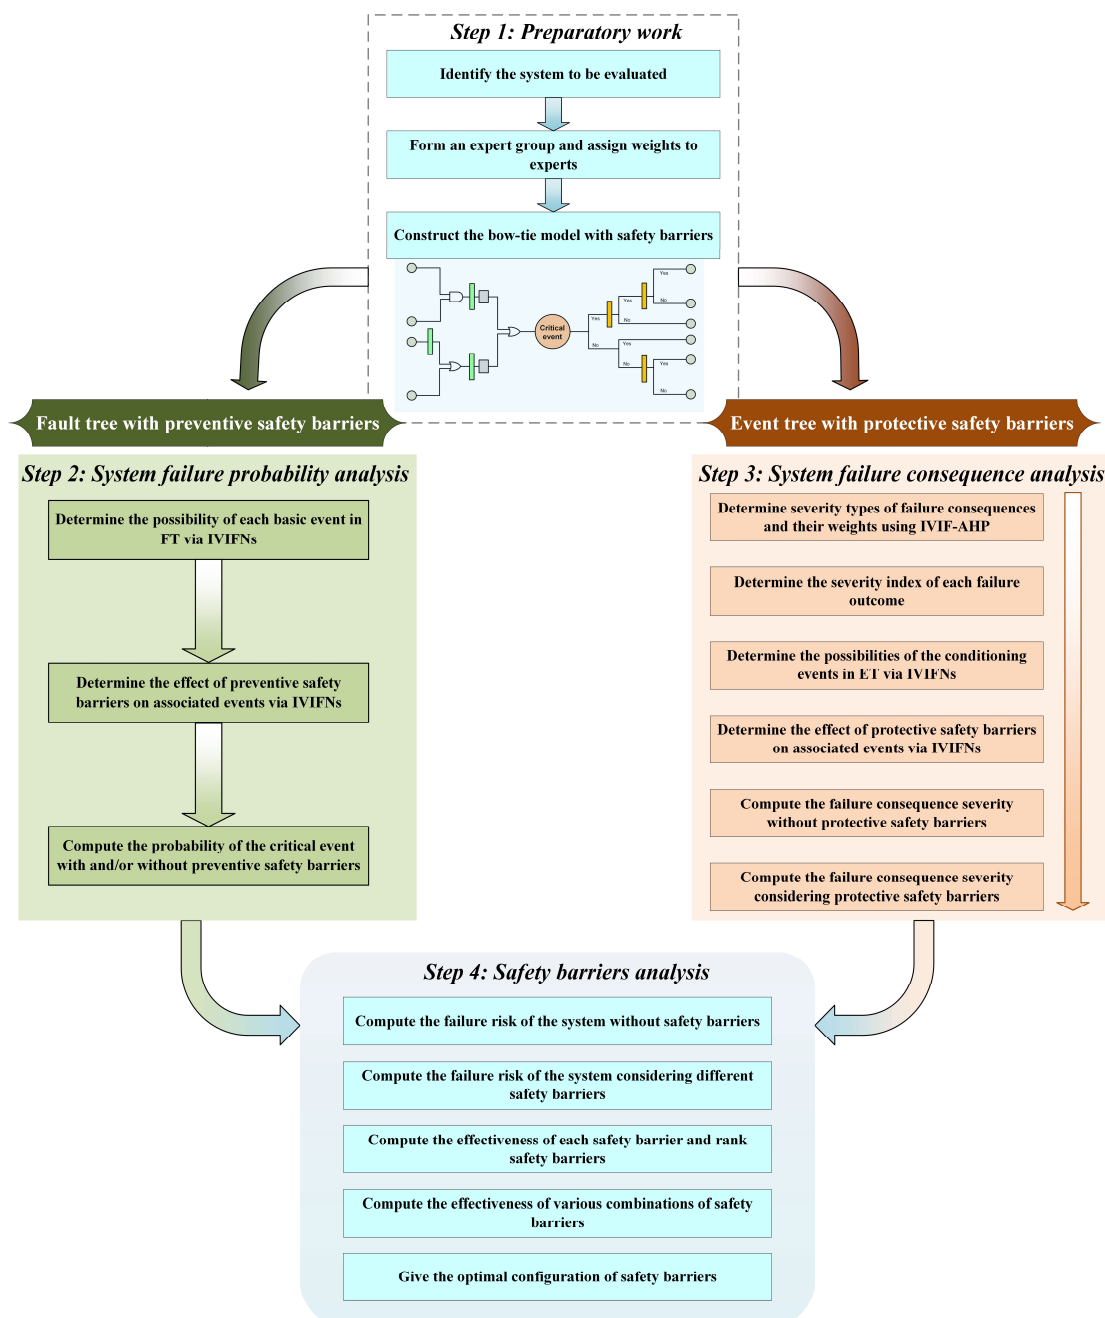 Step 1: Preparatory work
Identify the system to be evaluated
Form an expert group and assign weights to
experts
Construct the bow-tie model with safety barriers
Critical
event
Yes
No
Yes
No
Yes
No
Yes
Yes
No
Fault tree with preventive safety barriers
Event tree with protective safety barriers
Step 2: System failure probability analysis
Determine the possibility of each basic event in
FT via IVIFNs
Determine the effect of preventive safety
barriers on associated events via IVIFNs
Compute the probability of the critical event
with and/or without preventive safety barriers
Step 3: System failure consequence analysis
Determine severity types of failure consequences
and their weights using IVIF-AHP
Determine the severity index of each failure
outcome
Determine the possibilities of the conditioning
events in ET via IVIFNs
Determine the effect of protective safety barriers
on associated events via IVIFNs
Compute the failure consequence severity
without protective safety barriers
Compute the failure consequence severity
considering protective safety barriers
Step 4: Safety barriers analysis
Compute the failure risk of the system without safety barriers
Compute the failure risk of the system considering different
safety barriers
Compute the effectiveness of each safety barrier and rank
safety barriers
Compute the effectiveness of various combinations of safety
barriers
Give the optimal configuration of safety barriers